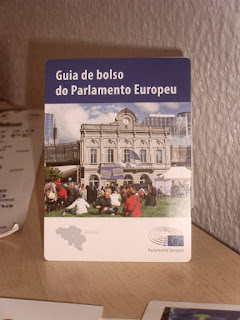 Guia de bolso
do Parlamento Europeu
Parlamento Europeu